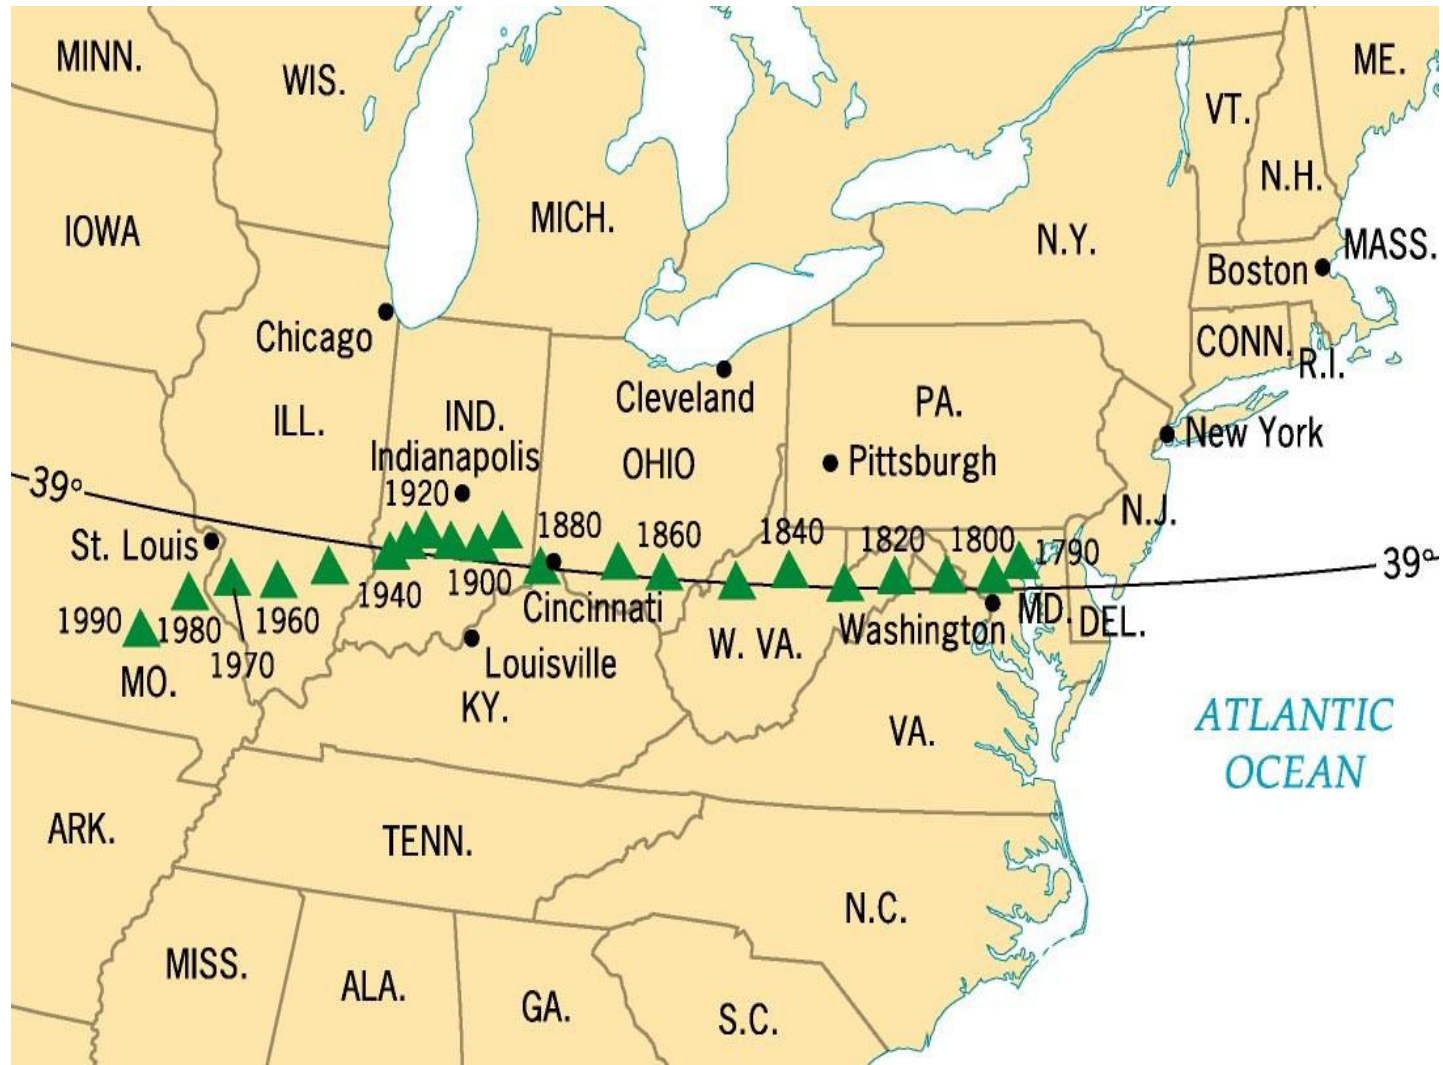 MINN.
WIS.
ME.
VT.
N.H.
IOWA
MICH.
N.Y.
MASS.
Boston
Chicago
CONN.
R.I.
Cleveland
PA.
ILL.
IND.
New York
Indianapolis
OHIO
Pittsburgh
39°
1920
N.J.
St. Louis
1880
1860
1840
1820
1800
1790
39°
1990
1980
1960
1940
1900
Cincinnati
Washington
MD.
DEL.
1970
W. VA.
Louisville
MO.
KY.
VA.
ATLANTIC
OCEAN
ARK.
TENN.
N.C.
MISS.
ALA.
GA.
S.C.